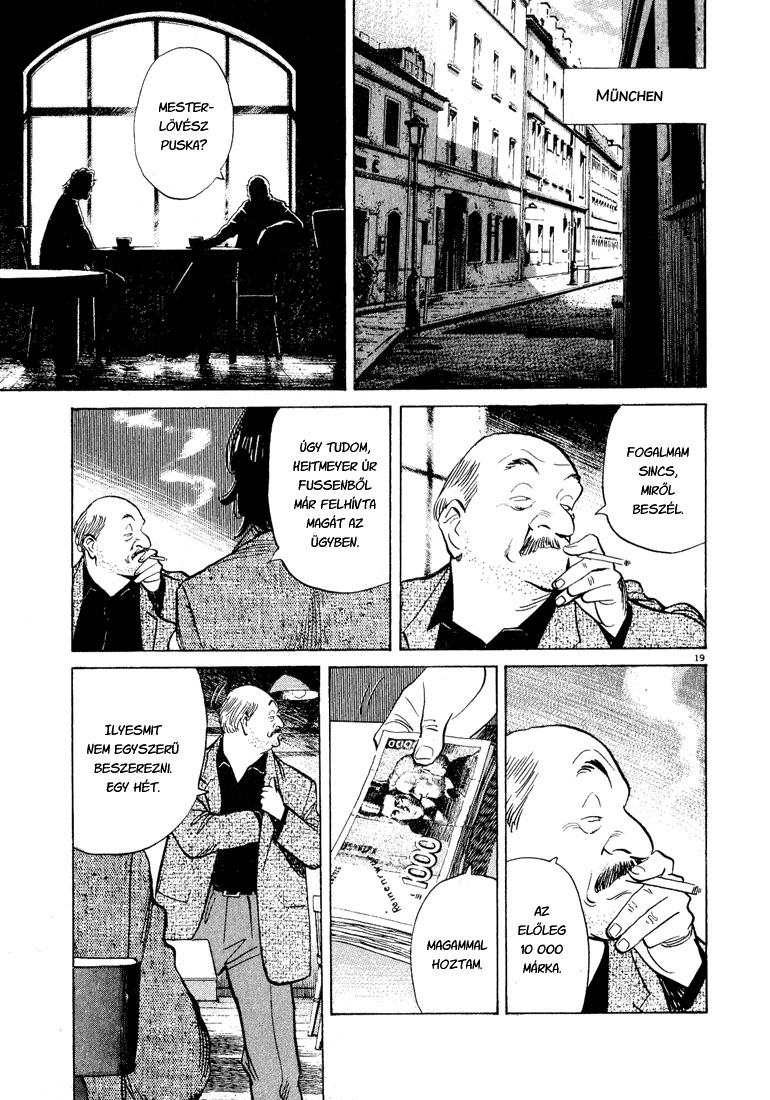 MÜNCHEN
MESTER-
LÖVÉSZ
PUSKA?
FOGALMAM
SINCS,
MIRŐL
BESZÉL.
ÚGY TUDOM,
HEITMEYER ÚR
FUSSENBŐL
MÁR FELHÍVTA
MAGÁT AZ
ÜGYBEN.
19
AZ
ELŐLEG
10 000
MÁRKA.
MAGAMMAL
HOZTAM.
1000
ILYESMIT
NEM EGYSZERŰ
BESZEREZNI.
EGY HÉT.